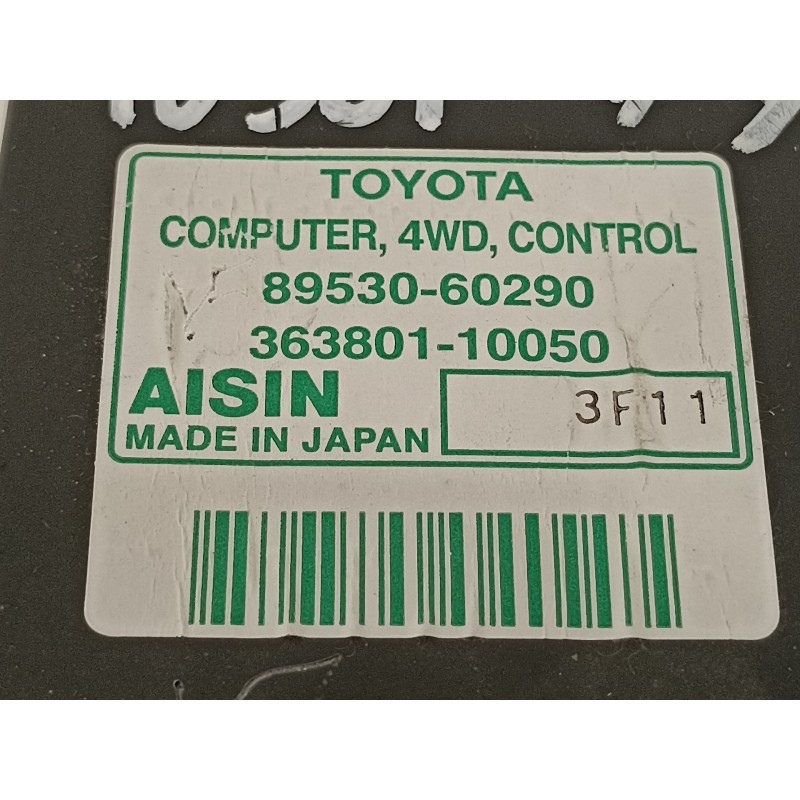 TOYOTA
COMPUTER, 4WD, CONTROL
89530-60290
363801-10050
AISIN
MADE IN JAPAN
3F11